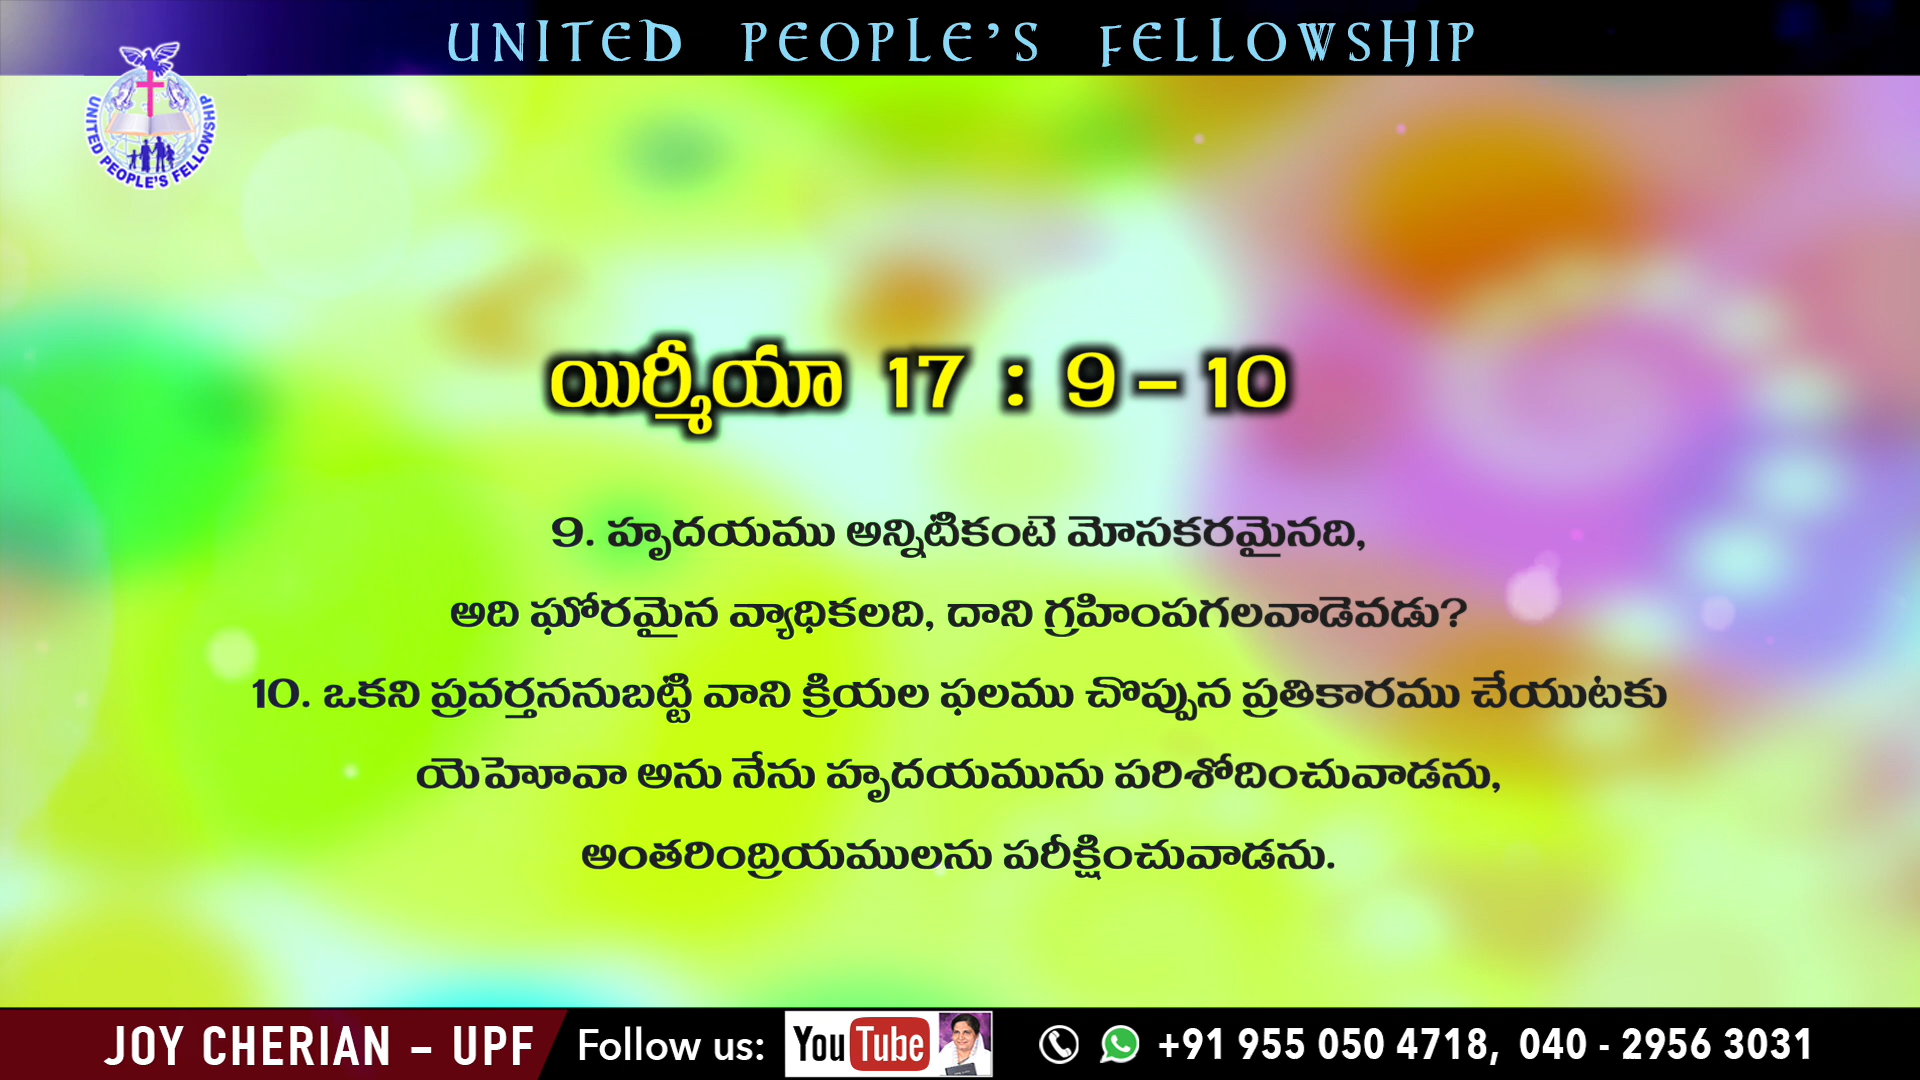 UNITED PEOPLE'S FELLOWSHIP
UNITED PEOPLE'S FELLOWSHIP
యిర్మీయా 17 : 9 – 10
9. హృదయము అన్నిటికంటె మోసకరమైనది,
అది ఘోరమైన వ్యాధికలది, దాని గ్రహింపగలవాడెవడు?
10. ఒకని ప్రవర్తననుబట్టి వాని క్రియల ఫలము చొప్పున ప్రతికారము చేయుటకు
యెహెూవా అను నేను హృదయమును పరిశోదించువాడను,
అంతరింద్రియములను పరీక్షించువాడను.
JOY CHERIAN – UPF Follow us: YouTube +91 955 050 4718, 040 - 2956 3031